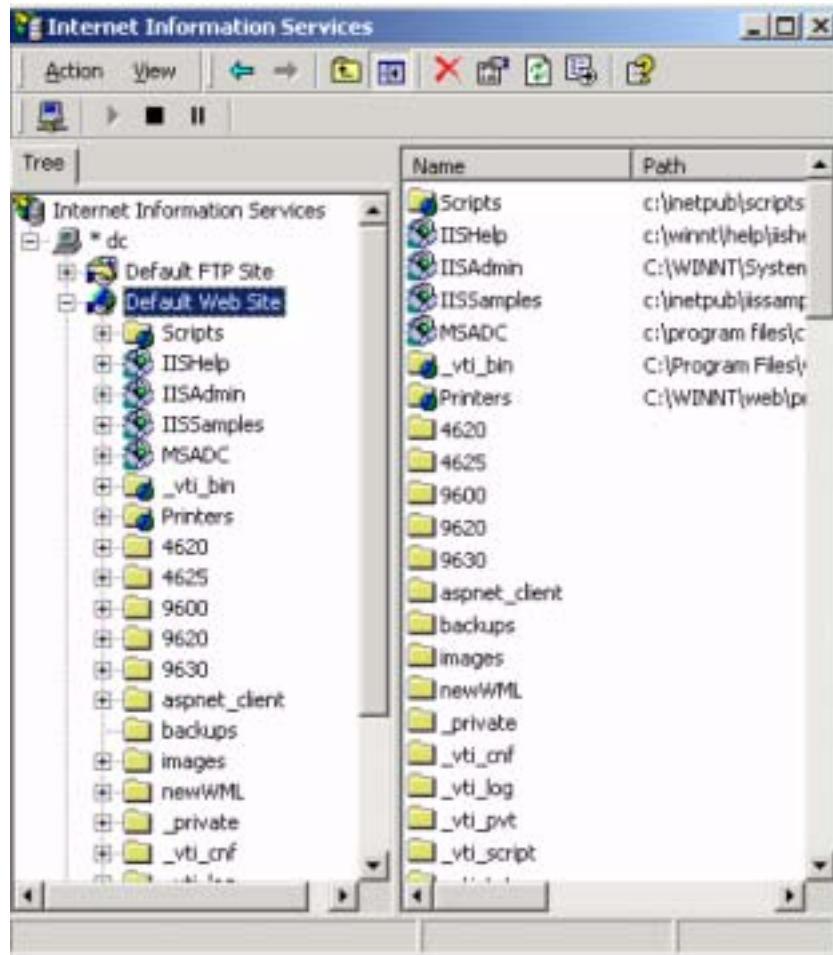 Internet Information Services
Action View
Tree
Name Path
Internet Information Services
* dc
Default FTP Site
Default Web Site
Scripts
IISHelp
IISAdmin
IISSamples
MSADC
_vti_bin
Printers
4620
4625
9600
9620
9630
aspnet_client
backups
images
newWML
_private
_vti_cnf
Scripts c:\inetpub\scripts
IISHelp c:\winnt\help\iishe
IISAdmin C:\WINNT\System
IISSamples c:\inetpub\iissamp
MSADC c:\program files\c
_vti_bin C:\Program Files\
Printers C:\WINNT\web\
4620
4625
9600
9620
9630
aspnet_client
backups
images
newWML
_private
_vti_cnf
_vti_log
_vti_pvt
_vti_script